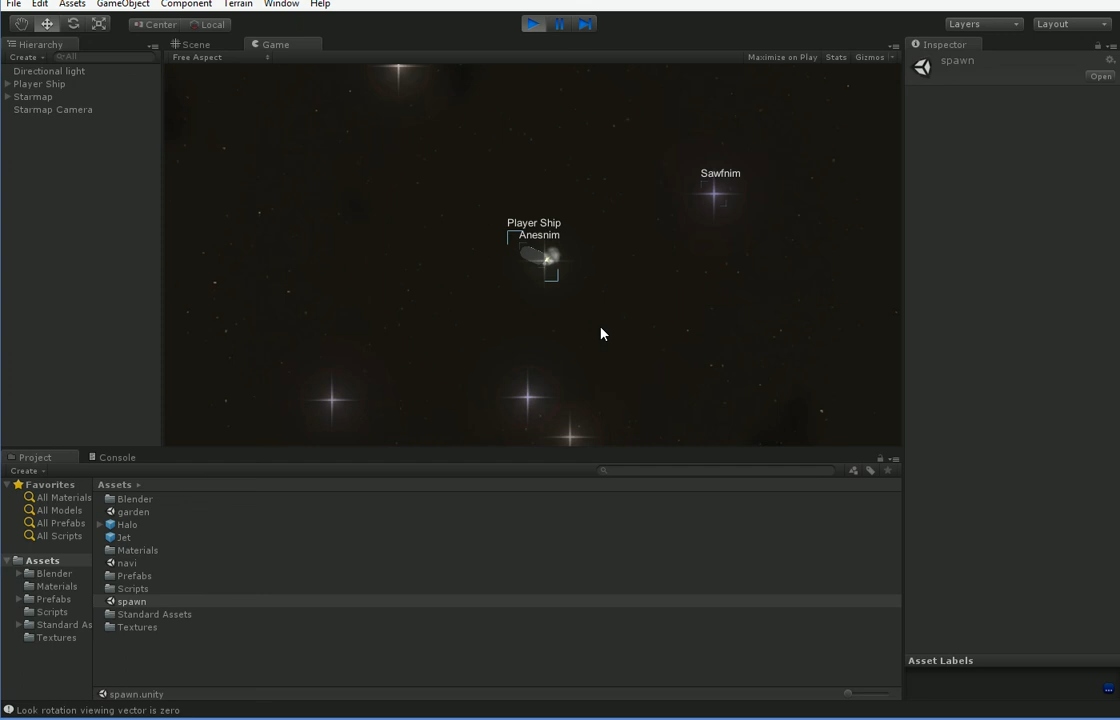 File Edit Assets GameObject Component Terrain Window Help
Center Local Layers Layout
Hierarchy Scene Game Inspector
Create All Free Aspect Maximize on Play Stats Gizmos spawn
Open
Directional light
Player Ship
Starmap
Starmap Camera
Sawfnim
Player Ship
Anesnim
Project Console
Create
Favorites
All Materials
All Models
All Prefabs
All Scripts
Assets
Blender
Materials
Prefabs
Scripts
Standard As
Textures
Assets
Blender
garden
Halo
Jet
Materials
navi
Prefabs
Scripts
spawn
Standard Assets
Textures
spawn.unity
Asset Labels
Look rotation viewing vector is zero